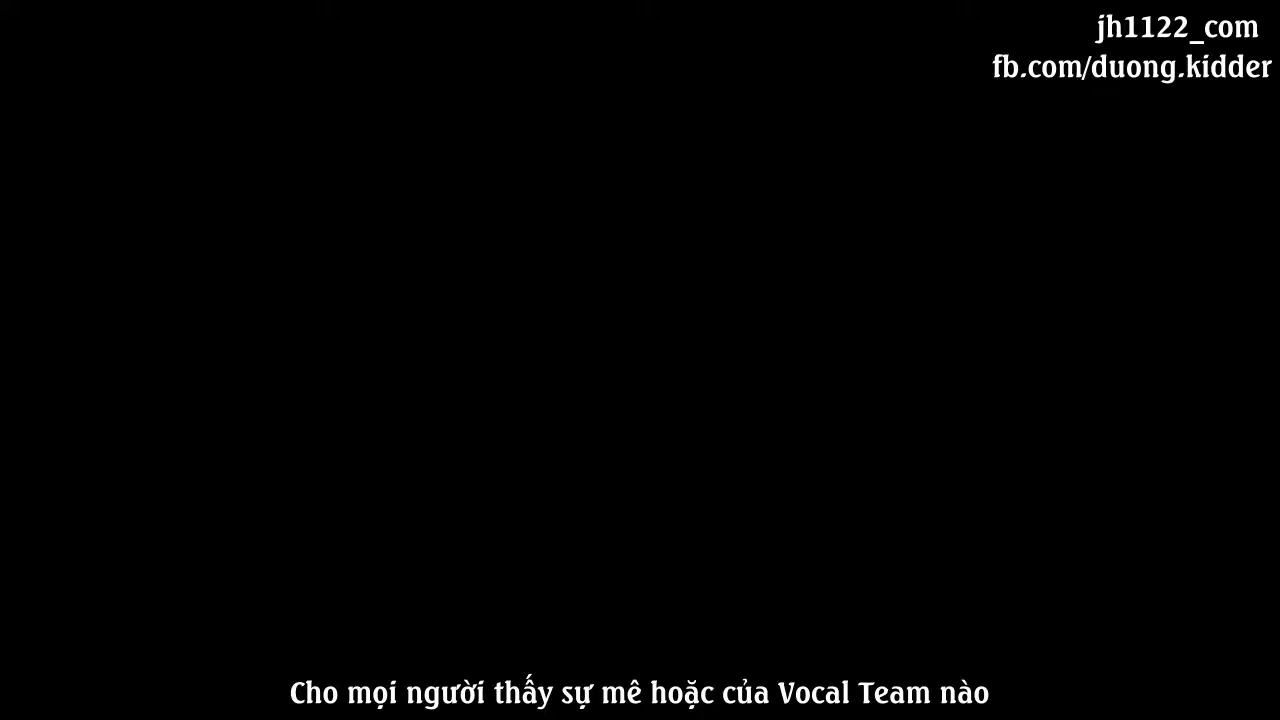 jh1122_com
fb.com/duong.kidder
Cho mọi người thấy sự mê hoặc của Vocal Team nào